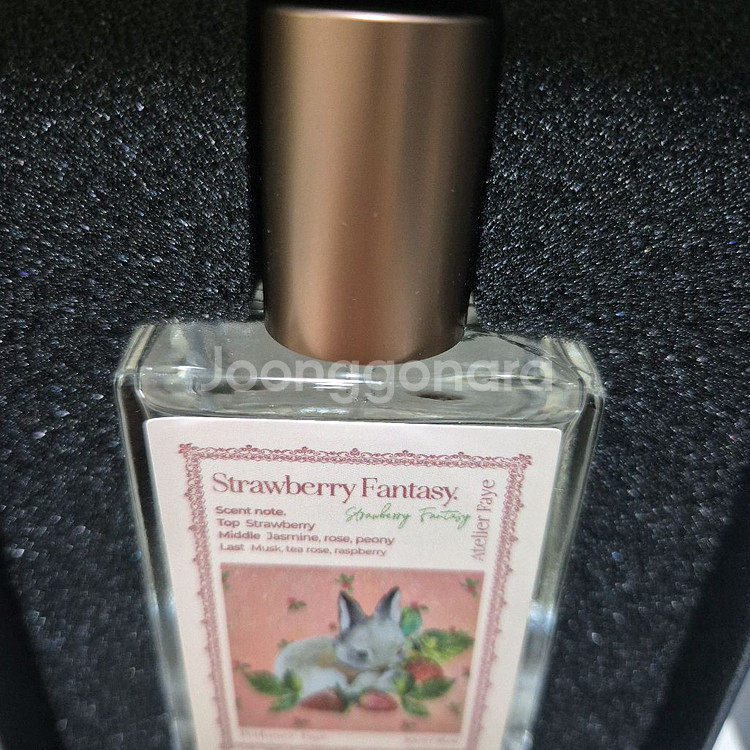 Joonggonara
Strawberry Fantasy.
Scent note.
Strawberry Fantasy
Top Strawberry
Middle Jasmine, rose, peony
Last Musk, tea rose, raspberry
Atelier Faye